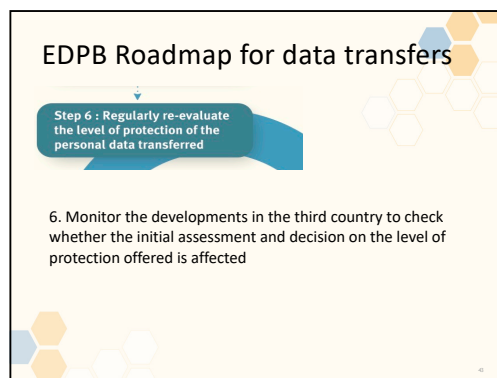 EDPB Roadmap for data transfers
Step 6 : Regularly re-evaluate
the level of protection of the
personal data transferred
6. Monitor the developments in the third country to check
whether the initial assessment and decision on the level of
protection offered is affected